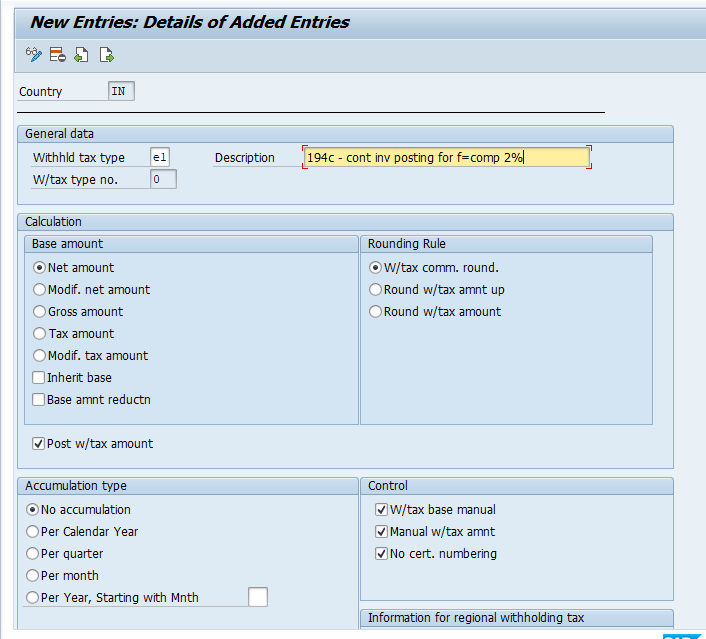 New Entries: Details of Added Entries
Country IN
General data
Withhld tax type e1 Description 194c - cont inv posting for f=comp 2%
W/tax type no. 0
Calculation
Base amount Rounding Rule
Net amount W/tax comm. round.
Modif. net amount Round w/tax amnt up
Gross amount Round w/tax amount
Tax amount
Modif. tax amount
Inherit base
Base amnt reductn
Post w/tax amount
Accumulation type Control
No accumulation W/tax base manual
Per Calendar Year Manual w/tax amnt
Per quarter No cert. numbering
Per month
Per Year, Starting with Mnth
Information for regional withholding tax